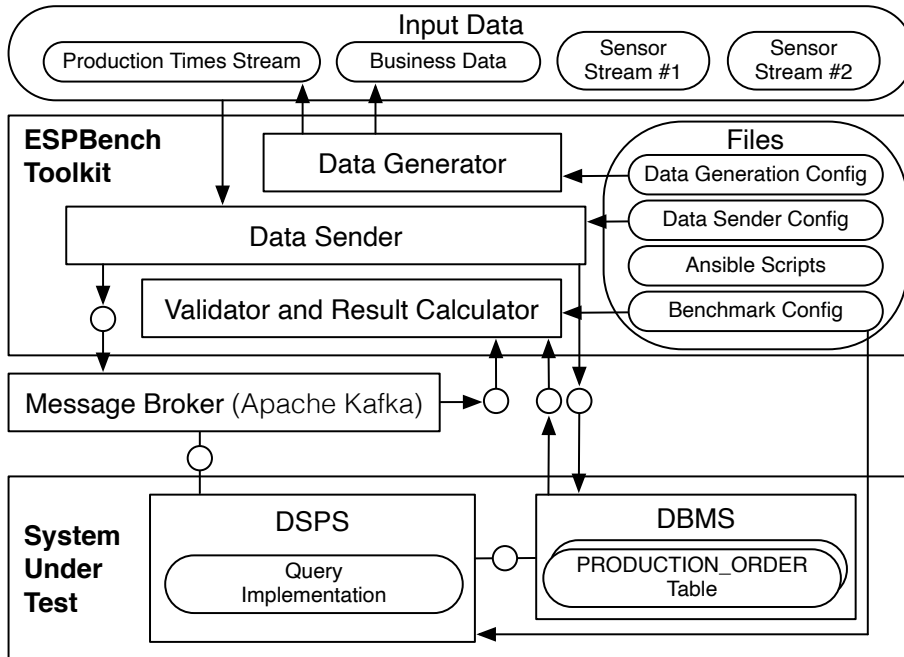 Input Data
Production Times Stream
Business Data
Sensor
Stream #1
Sensor
Stream #2
ESPBench
Toolkit
Data Generator
Files
Data Generation Config
Data Sender
Data Sender Config
Ansible Scripts
Validator and Result Calculator
Benchmark Config
Message Broker (Apache Kafka)
System
Under
Test
DSPS
Query
Implementation
DBMS
PRODUCTION_ORDER
Table